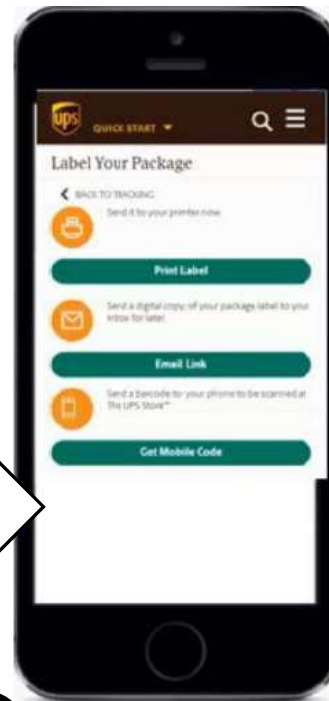 ups
QUICK START
Label Your Package
BACK TO TRACKING
Send it to your printer now.
Print Label
Send a digital copy of your package label to your
inbox for later.
Email Link
Send a barcode to your phone to be scanned at
The UPS Store™
Get Mobile Code